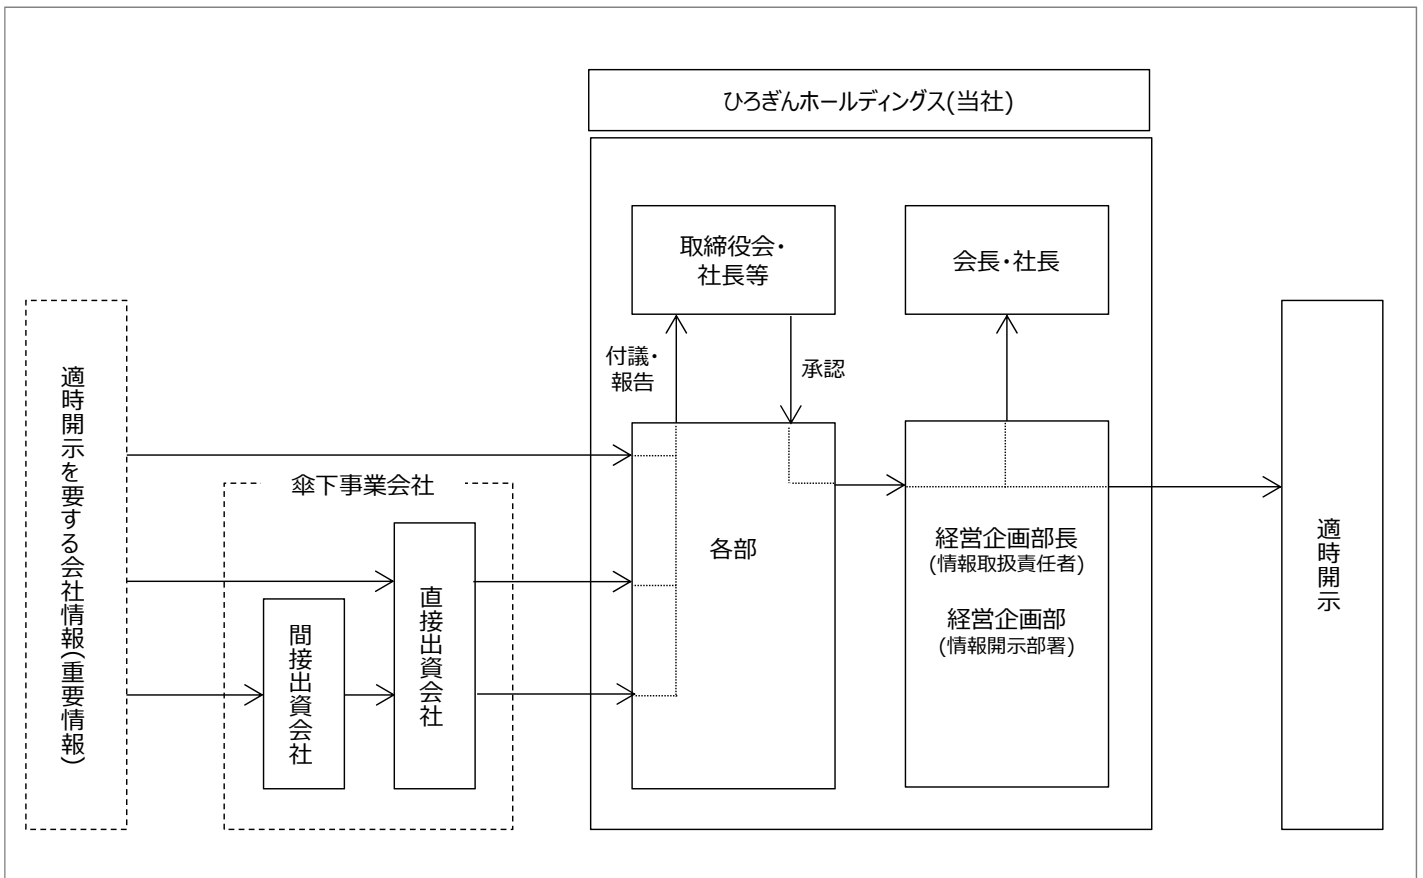 ひろぎんホールディングス(当社)
取締役会・
社長等
会長・社長
付議・
報告
承認
適時開示を要する会社情報(重要情報)
傘下事業会社
間接出資会社
直接出資会社
各部
経営企画部長
(情報取扱責任者)
経営企画部
(情報開示部署)
適時開示